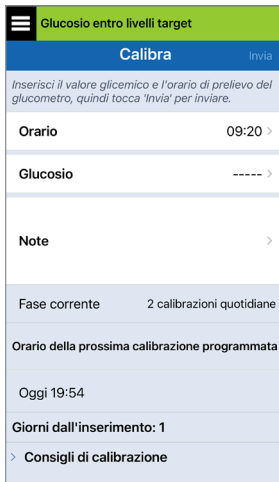 Glucosio entro livelli target
Calibra
Invia
Inserisci il valore glicemico e l'orario di prelievo del
glucometro, quindi tocca 'Invia' per inviare.
Orario 09:20 >
Glucosio ----- >
Note >
Fase corrente 2 calibrazioni quotidiane
Orario della prossima calibrazione programmata
Oggi 19:54
Giorni dall'inserimento: 1
> Consigli di calibrazione